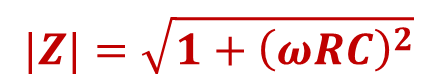 |Z| = √1 + (ωRC)²